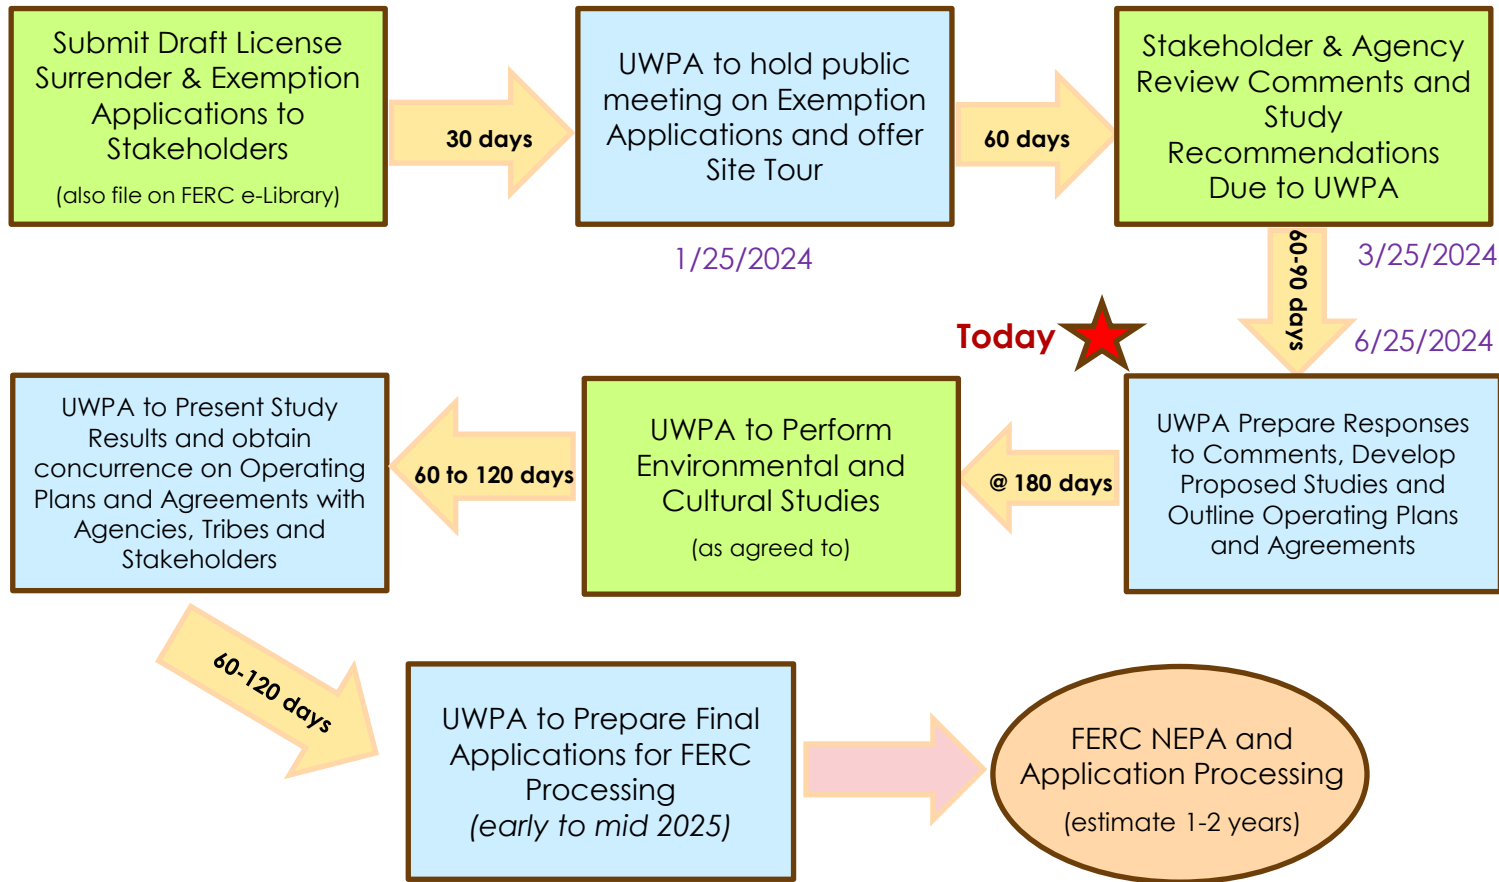 Submit Draft License
Surrender & Exemption
Applications to
Stakeholders
(also file on FERC e-Library)
30 days
UWPA to hold public
meeting on Exemption
Applications and offer
Site Tour
1/25/2024
60 days
Stakeholder & Agency
Review Comments and
Study
Recommendations
Due to UWPA
3/25/2024
60-90 days
6/25/2024
Today
UWPA Prepare Responses
to Comments, Develop
Proposed Studies and
Outline Operating Plans
and Agreements
@ 180 days
UWPA to Perform
Environmental and
Cultural Studies
(as agreed to)
60 to 120 days
UWPA to Present Study
Results and obtain
concurrence on Operating
Plans and Agreements with
Agencies, Tribes and
Stakeholders
60-120 days
UWPA to Prepare Final
Applications for FERC
Processing
(early to mid 2025)
FERC NEPA and
Application Processing
(estimate 1-2 years)